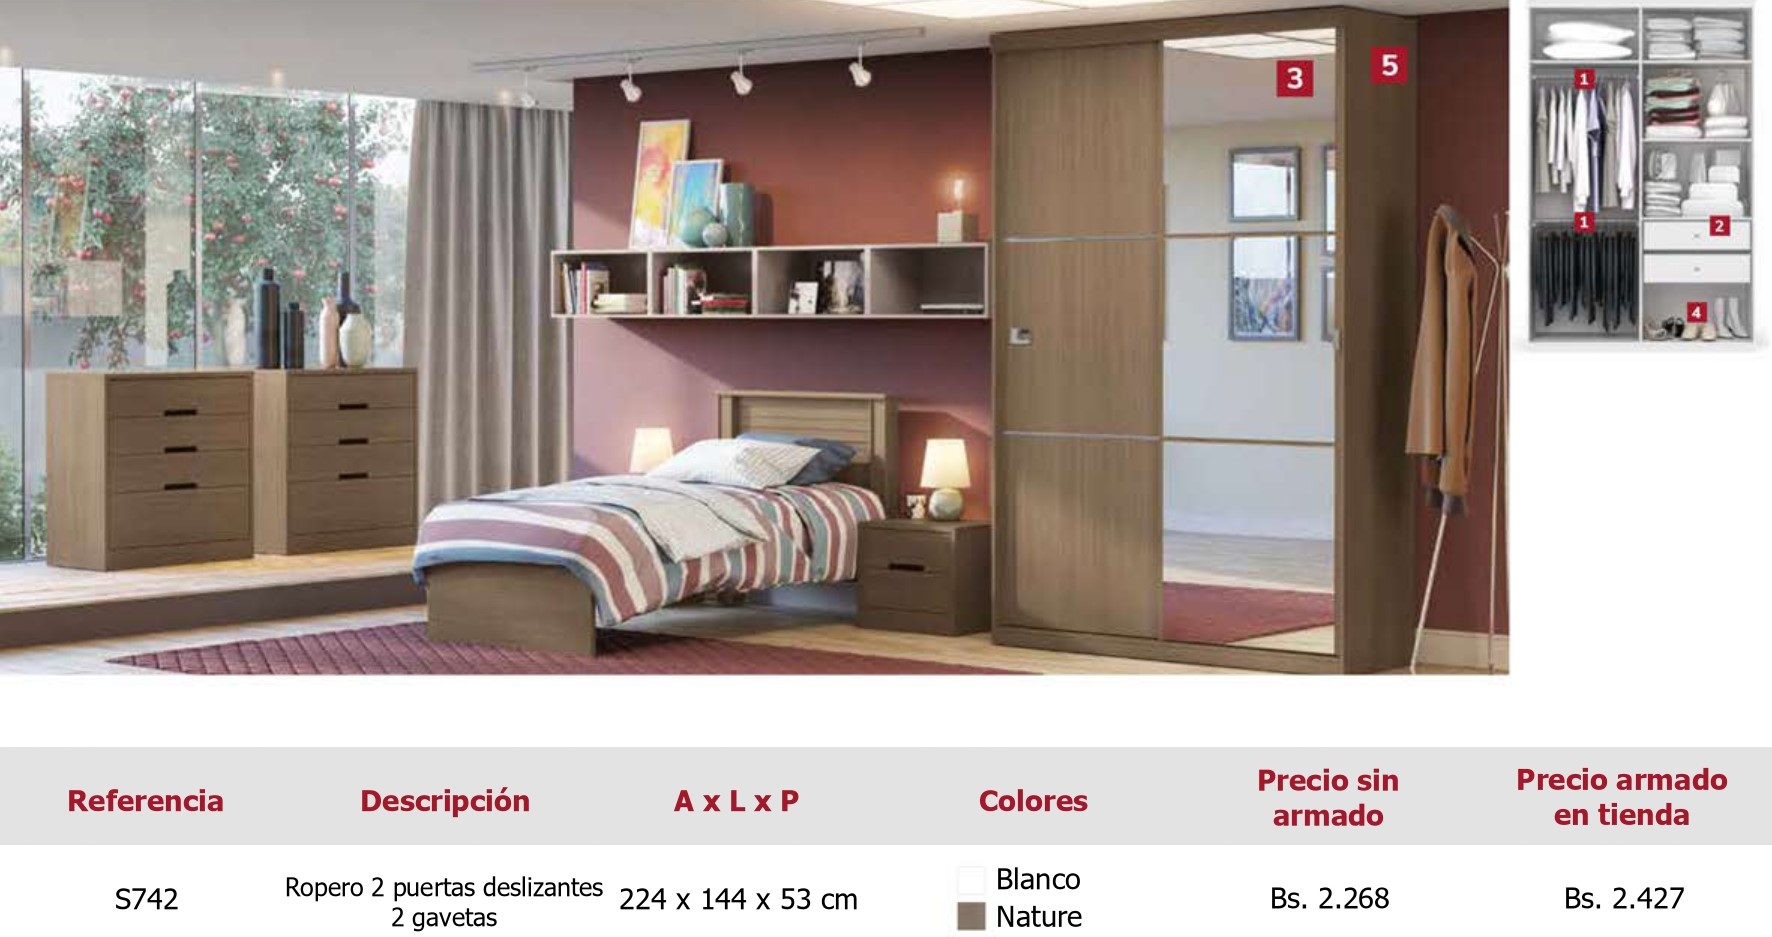 3
5
1
1
2
4
Referencia
Descripción
A x L x P
Colores
Precio sin
armado
Precio armado
en tienda
S742
Ropero 2 puertas deslizantes
2 gavetas
224 x 144 x 53 cm
Blanco
Nature
Bs. 2.268
Bs. 2.427